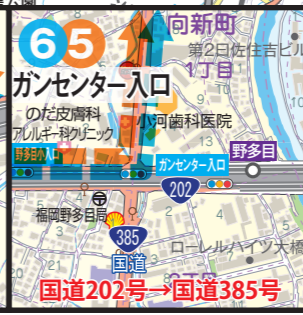 向新町
1丁目
第2日佐住吉ビル
65
ガンセンター入口
のだ皮膚科
アレルギー科クリニック
小河歯科医院
野多目小入口
ガンセンター入口
野多目
202
福岡野多目局
385
国道
ローレルハイツ大橋
国道202号→国道385号